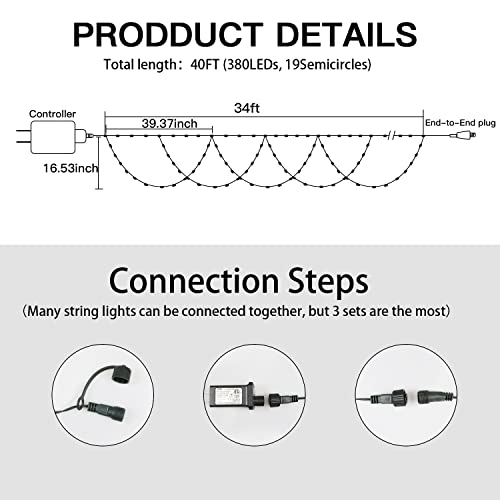 PRODDUCT DETAILS
Total length: 40FT (380LEDs, 19Semicircles)
Controller
34ft
End-to-End plug
39.37inch
16.53inch
Connection Steps
(Many string lights can be connected together, but 3 sets are the most)